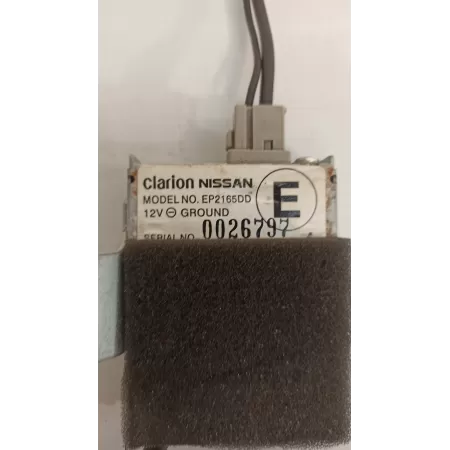 clarion NISSAN
MODEL NO. EP2165DD
12V ⊖ GROUND
SERIAL NO. 0026797
E